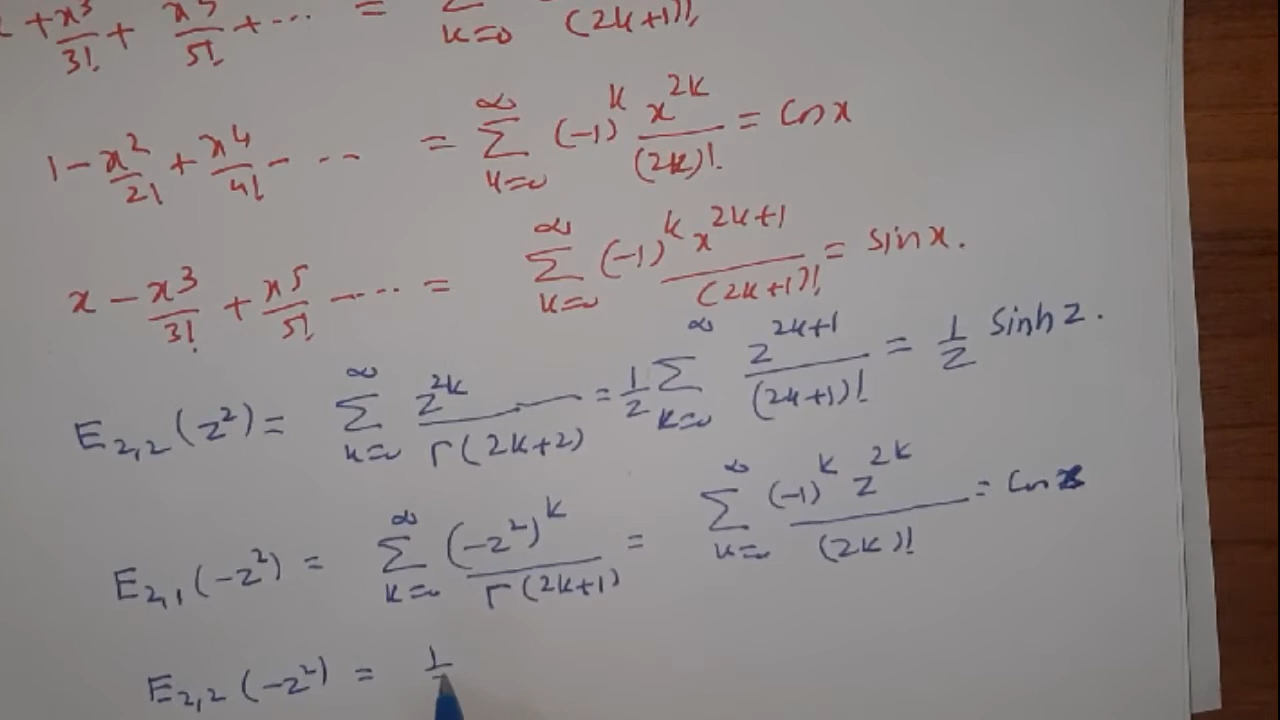 + x³/3! + x⁵/5! + ... = Σ k=0 (2k+1)!
1 - x²/2! + x⁴/4! - ... = Σ_{k=0}^{∞} (-1)^k x^{2k}/(2k)! = Cos x
x - x³/3! + x⁵/5! - ... = Σ_{k=0}^{∞} (-1)^k x^{2k+1}/(2k+1)! = sin x.
E_{2,2}(z²) = Σ_{k=0}^{∞} z^{2k}/Γ(2k+2) = 1/z Σ_{k=0}^{∞} z^{2k+1}/(2k+1)! = 1/z Sinh z.
E_{2,1}(-z²) = Σ_{k=0}^{∞} (-z²)^k/Γ(2k+1) = Σ_{k=0}^{∞} (-1)^k z^{2k}/(2k)! = Cos z
E_{2,2}(-z²) = 1/